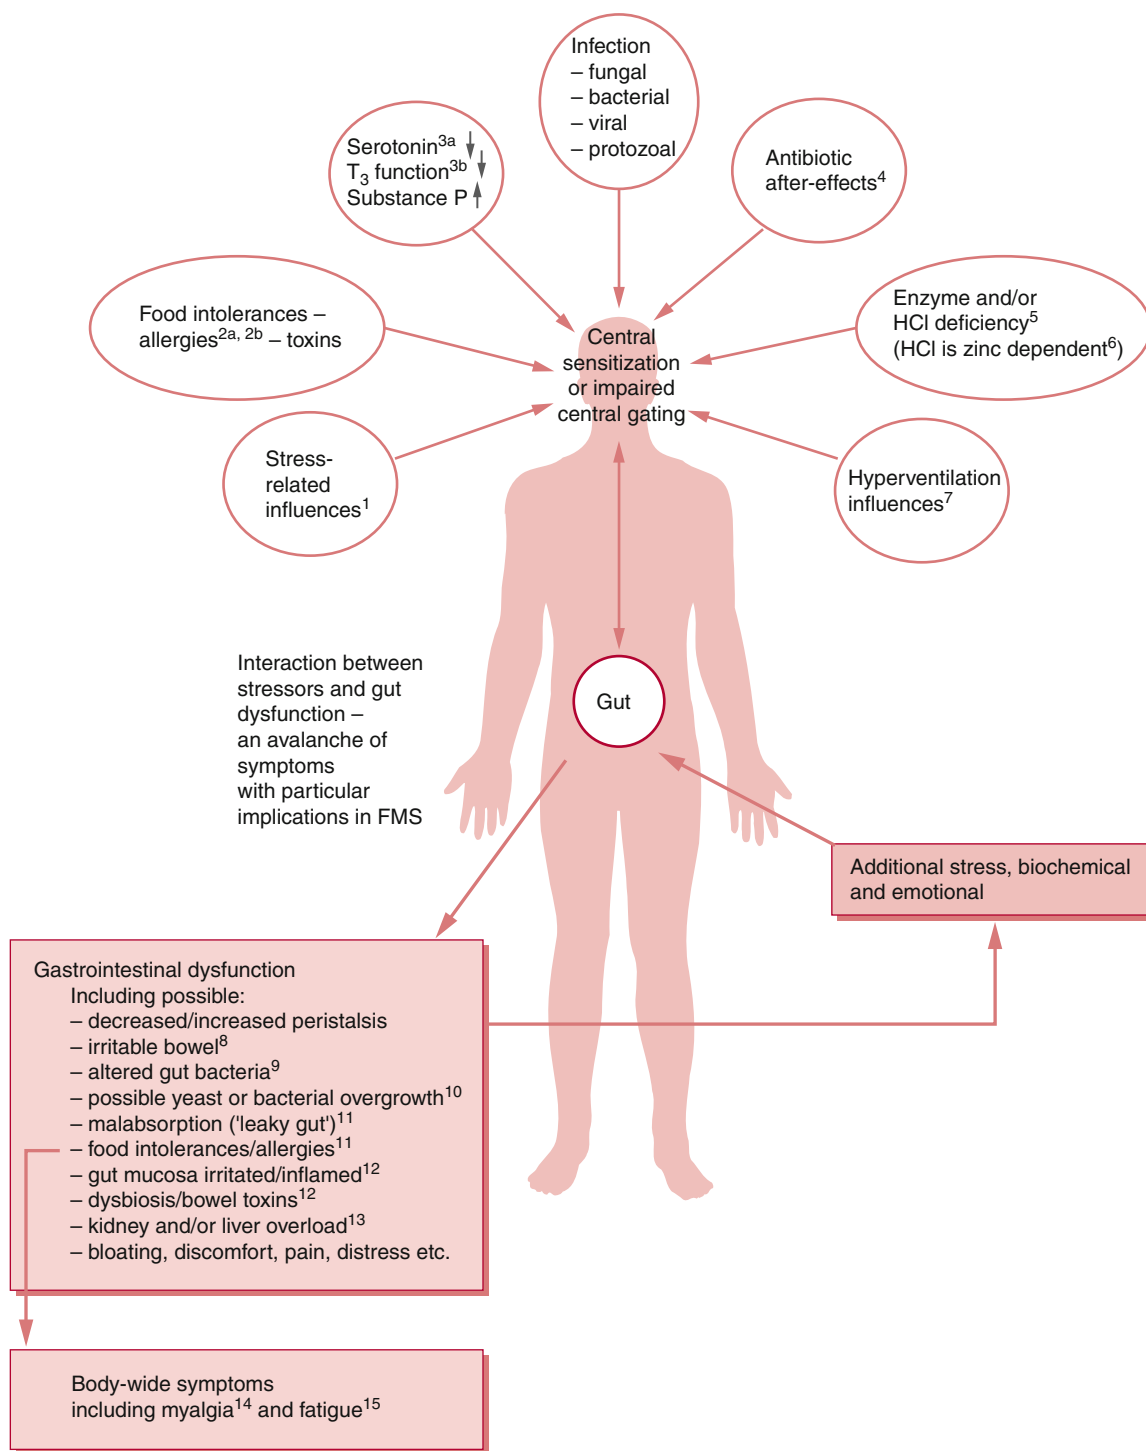 Infection
– fungal
– bacterial
– viral
– protozoal
Serotonin³ᵃ ↓
T₃ function³ᵇ ↓
Substance P ↑
Antibiotic
after-effects⁴
Food intolerances –
allergies²ᵃ, ²ᵇ – toxins
Enzyme and/or
HCl deficiency⁵
(HCl is zinc dependent⁶)
Central
sensitization
or impaired
central gating
Stress-
related
influences¹
Hyperventilation
influences⁷
Interaction between
stressors and gut
dysfunction –
an avalanche of
symptoms
with particular
implications in FMS
Gut
Additional stress, biochemical
and emotional
Gastrointestinal dysfunction
Including possible:
– decreased/increased peristalsis
– irritable bowel⁸
– altered gut bacteria⁹
– possible yeast or bacterial overgrowth¹⁰
– malabsorption ('leaky gut')¹¹
– food intolerances/allergies¹¹
– gut mucosa irritated/inflamed¹²
– dysbiosis/bowel toxins¹²
– kidney and/or liver overload¹³
– bloating, discomfort, pain, distress etc.
Body-wide symptoms
including myalgia¹⁴ and fatigue¹⁵